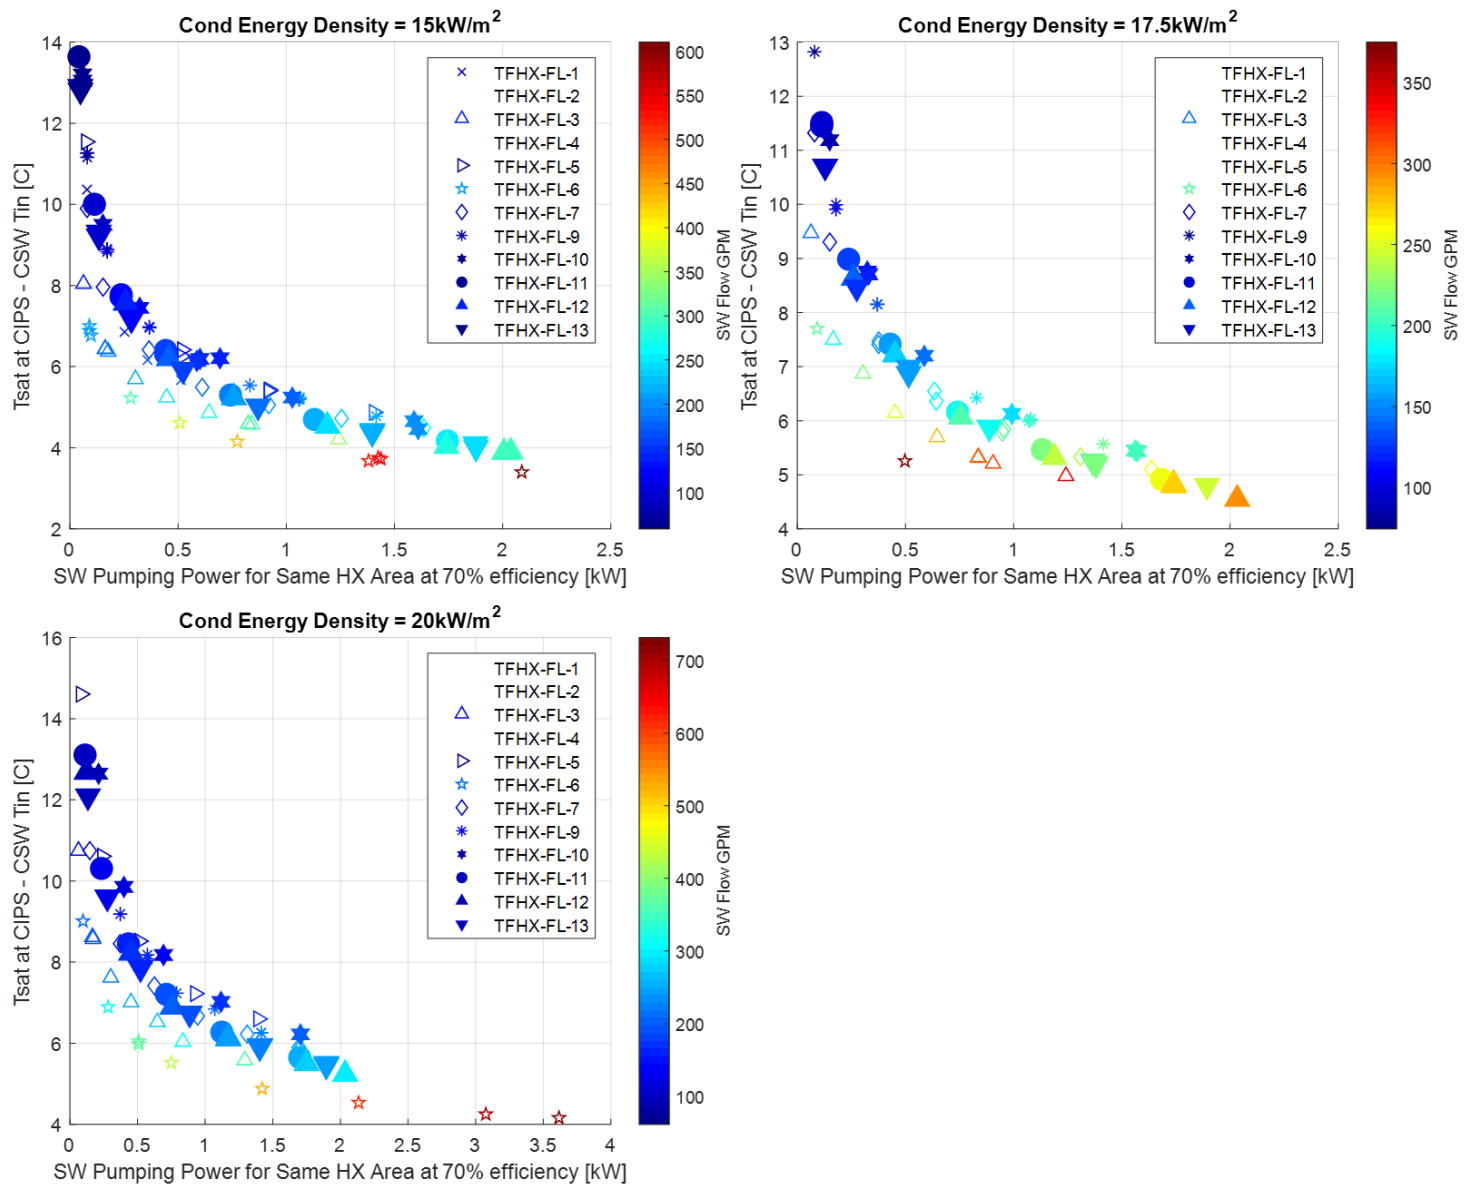 Cond Energy Density = 15kW/m²
Tsat at CIPS - CSW Tin [C]
14
12
10
8
6
4
2
0
0.5
1
1.5
2
2.5
SW Pumping Power for Same HX Area at 70% efficiency [kW]
TFHX-FL-1
TFHX-FL-2
TFHX-FL-3
TFHX-FL-4
TFHX-FL-5
TFHX-FL-6
TFHX-FL-7
TFHX-FL-9
TFHX-FL-10
TFHX-FL-11
TFHX-FL-12
TFHX-FL-13
600
550
500
450
400
350
300
250
200
150
100
SW Flow GPM
Cond Energy Density = 17.5kW/m²
Tsat at CIPS - CSW Tin [C]
13
12
11
10
9
8
7
6
5
4
0
0.5
1
1.5
2
2.5
SW Pumping Power for Same HX Area at 70% efficiency [kW]
TFHX-FL-1
TFHX-FL-2
TFHX-FL-3
TFHX-FL-4
TFHX-FL-5
TFHX-FL-6
TFHX-FL-7
TFHX-FL-9
TFHX-FL-10
TFHX-FL-11
TFHX-FL-12
TFHX-FL-13
350
300
250
200
150
100
SW Flow GPM
Cond Energy Density = 20kW/m²
Tsat at CIPS - CSW Tin [C]
16
14
12
10
8
6
4
0
0.5
1
1.5
2
2.5
3
3.5
4
SW Pumping Power for Same HX Area at 70% efficiency [kW]
TFHX-FL-1
TFHX-FL-2
TFHX-FL-3
TFHX-FL-4
TFHX-FL-5
TFHX-FL-6
TFHX-FL-7
TFHX-FL-9
TFHX-FL-10
TFHX-FL-11
TFHX-FL-12
TFHX-FL-13
700
600
500
400
300
200
100
SW Flow GPM